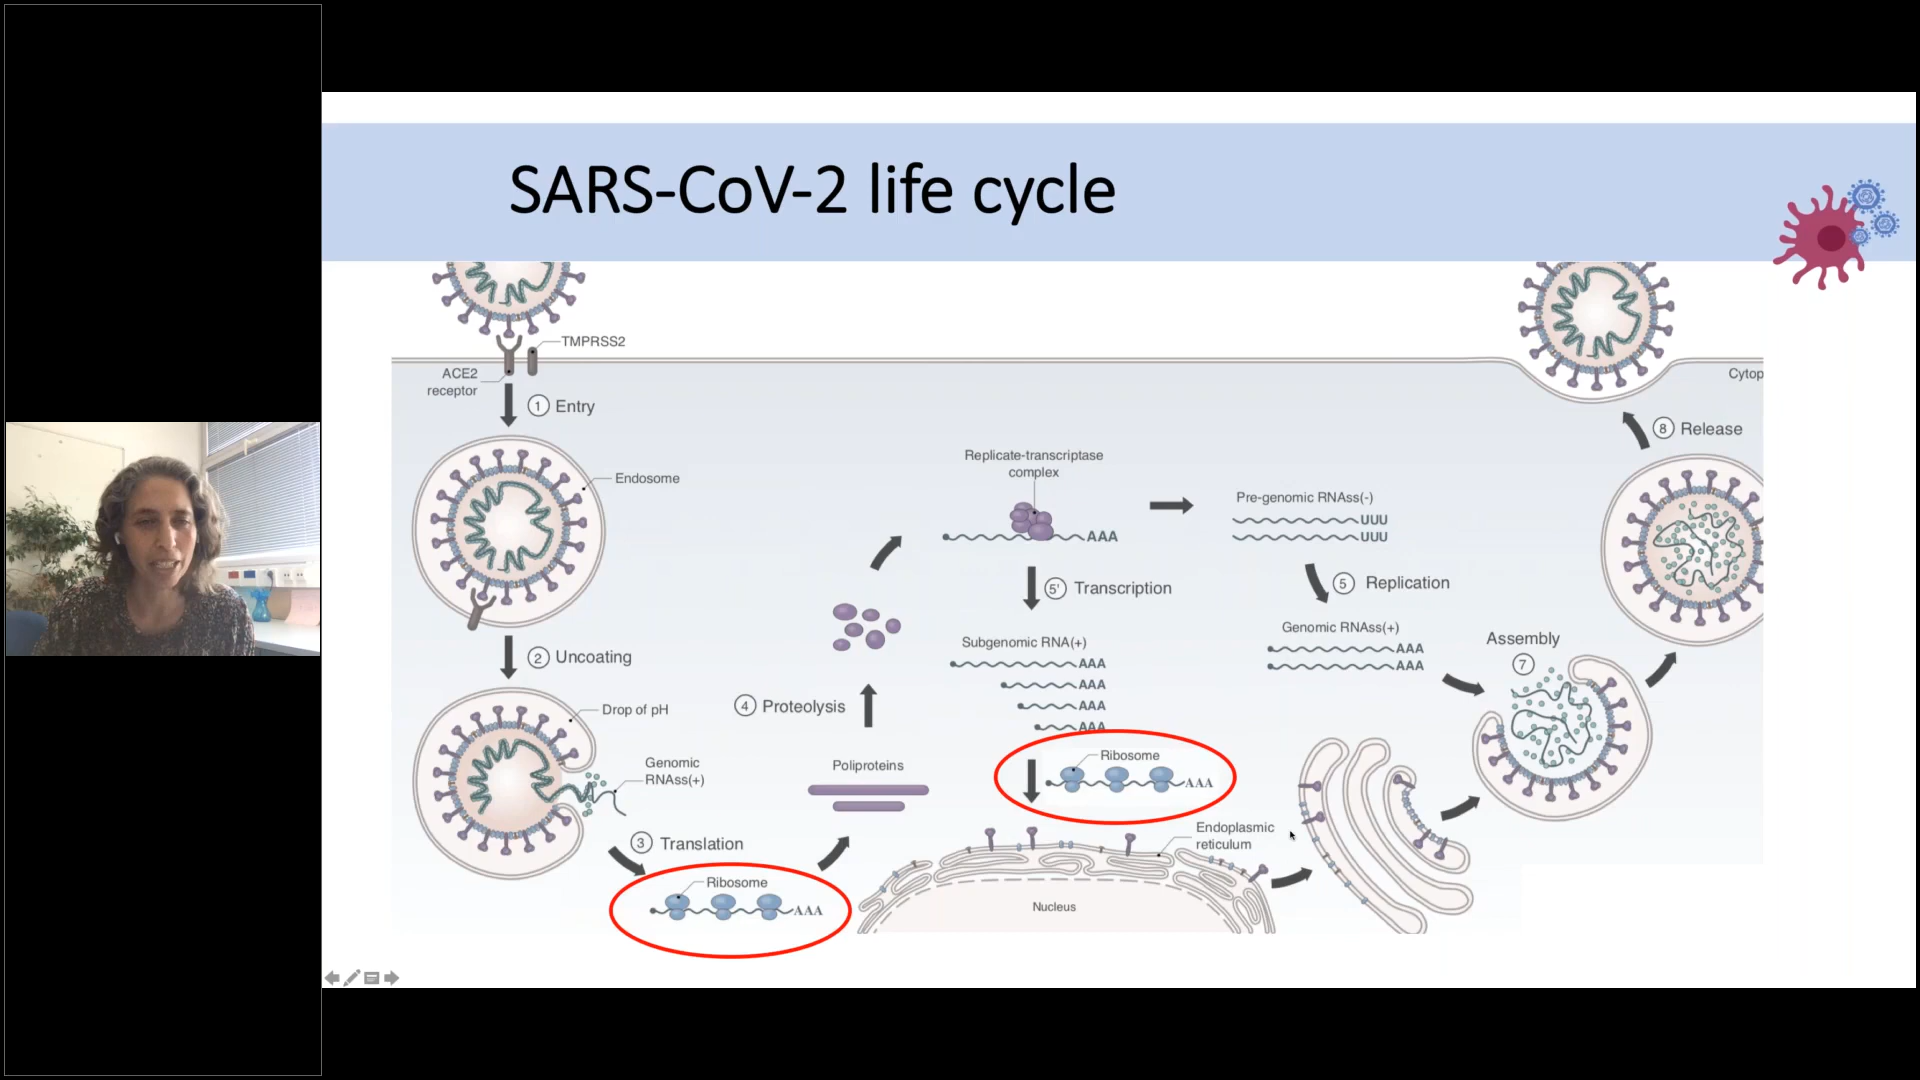 SARS-CoV-2 life cycle
TMPRSS2
ACE2
receptor
1 Entry
Endosome
2 Uncoating
Drop of pH
Genomic
RNAss(+)
3 Translation
Ribosome
AAA
Poliproteins
4 Proteolysis
Replicate-transcriptase
complex
AAA
5' Transcription
Subgenomic RNA(+)
AAA
AAA
AAA
AAA
Ribosome
AAA
Endoplasmic
reticulum
Nucleus
Pre-genomic RNAss(-)
UUU
UUU
5 Replication
Genomic RNAss(+)
AAA
AAA
Assembly
7
8 Release
Cytop